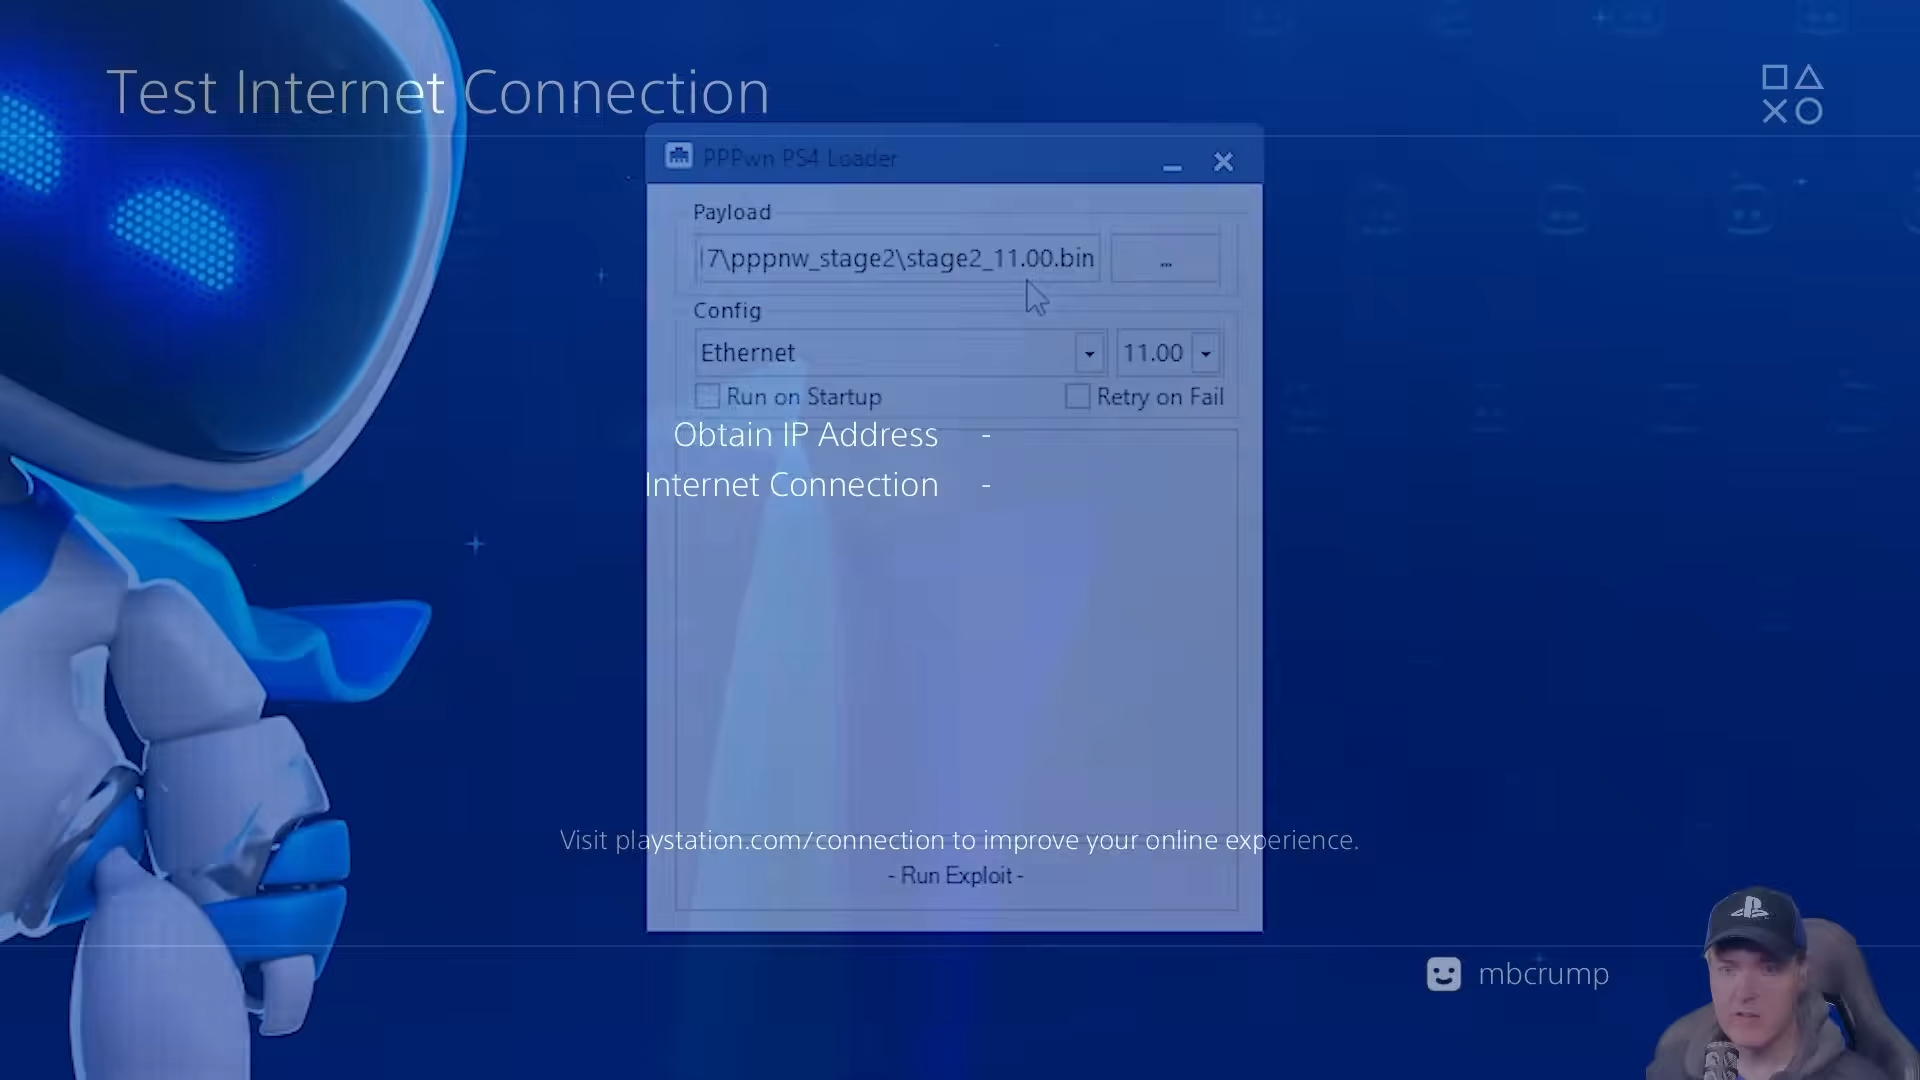 Test Internet Connection
PPPwn PS4 Loader
Payload
7\pppnw_stage2\stage2_11.00.bin
...
Config
Ethernet
11.00
Run on Startup
Retry on Fail
Obtain IP Address -
Internet Connection -
Visit playstation.com/connection to improve your online experience.
- Run Exploit -
mbcrump